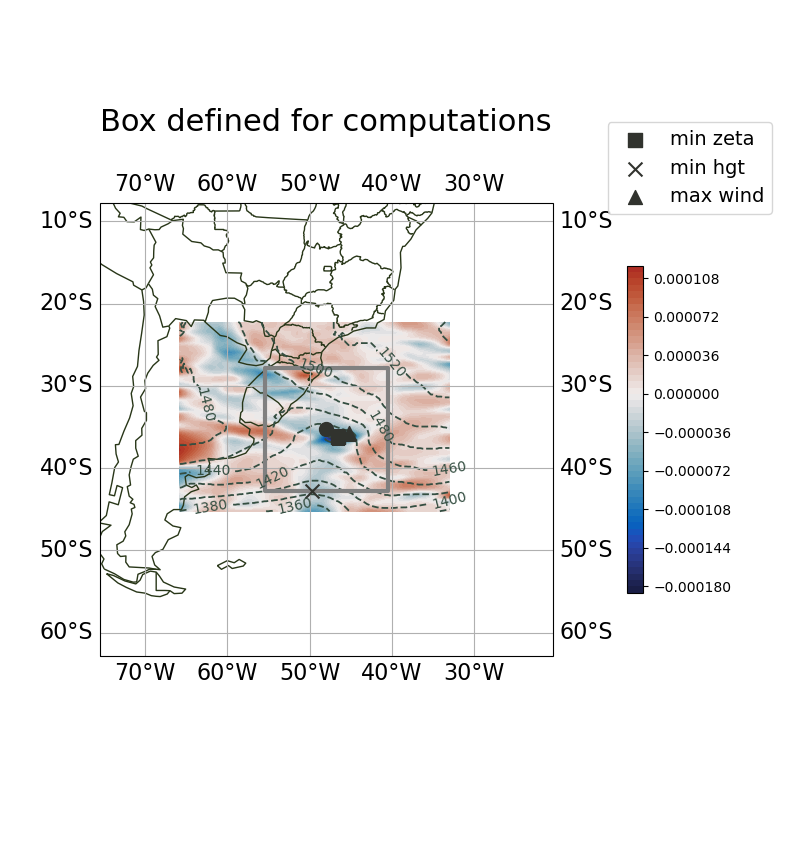 Box defined for computations
min zeta
min hgt
max wind
70°W 60°W 50°W 40°W 30°W
10°S 10°S
20°S 20°S
30°S 30°S
40°S 40°S
50°S 50°S
60°S 60°S
70°W 60°W 50°W 40°W 30°W
1500
1520
1480
1480
1440
1420
1460
1380
1360
1400
0.000108
0.000072
0.000036
0.000000
−0.000036
−0.000072
−0.000108
−0.000144
−0.000180